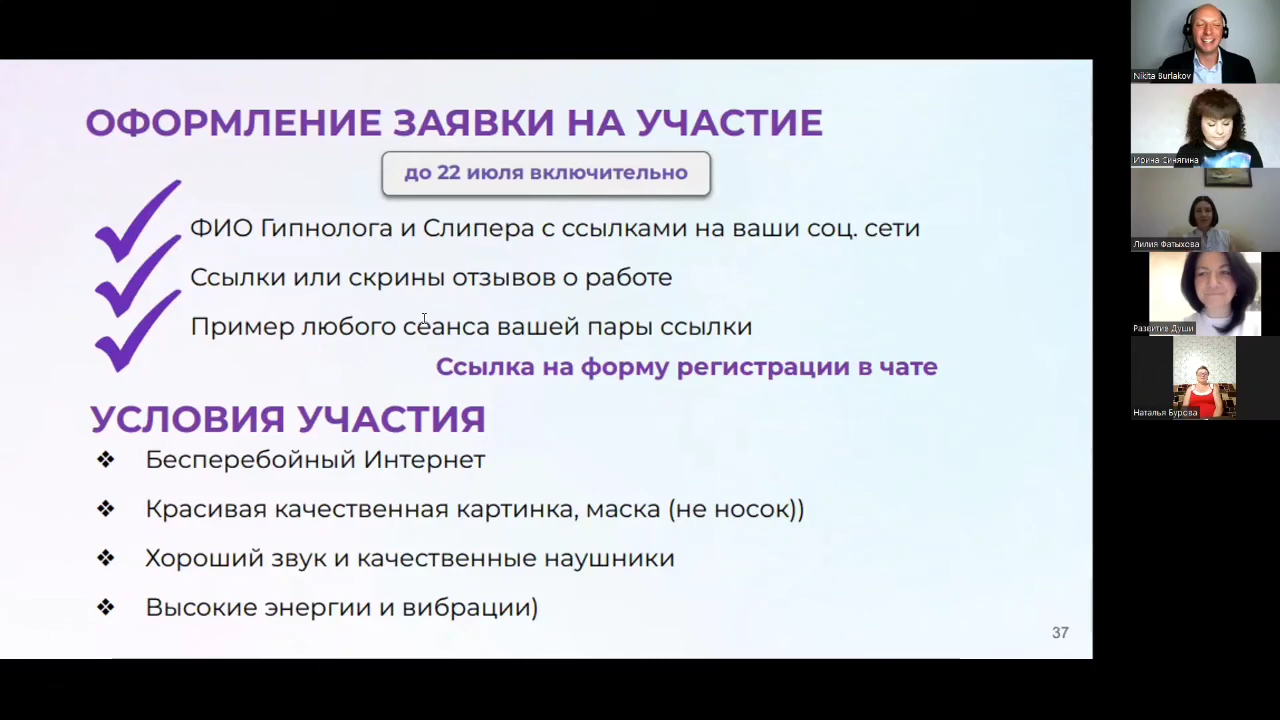 ОФОРМЛЕНИЕ ЗАЯВКИ НА УЧАСТИЕ
до 22 июля включительно
ФИО Гипнолога и Слипера с ссылками на ваши соц. сети
Ссылки или скрины отзывов о работе
Пример любого сеанса вашей пары ссылки
Ссылка на форму регистрации в чате
УСЛОВИЯ УЧАСТИЯ
❖ Бесперебойный Интернет
❖ Красивая качественная картинка, маска (не носок))
❖ Хороший звук и качественные наушники
❖ Высокие энергии и вибрации)
37
Nikita Burlakov
Ирина Синягина
Лилия Фатыхова
Развитие Души
Наталья Бурова